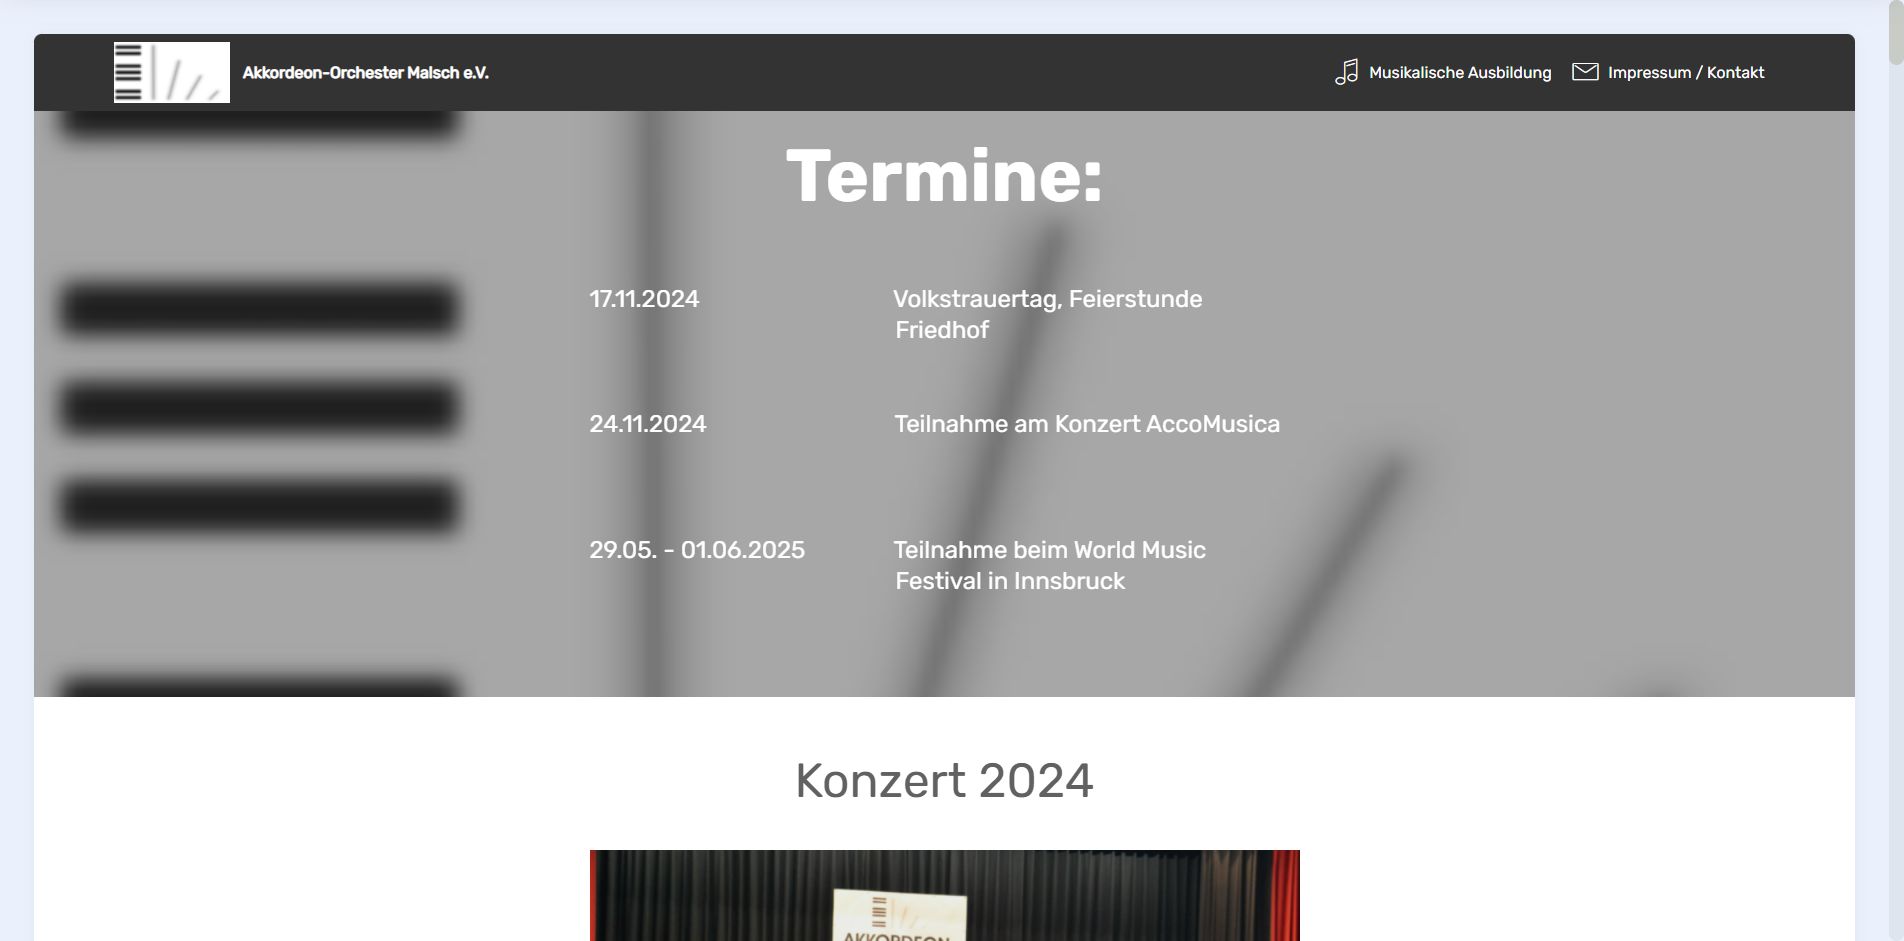 Akkordeon-Orchester Malsch e.V.
Musikalische Ausbildung
Impressum / Kontakt
Termine:
17.11.2024
Volkstrauertag, Feierstunde
Friedhof
24.11.2024
Teilnahme am Konzert AccoMusica
29.05. - 01.06.2025
Teilnahme beim World Music
Festival in Innsbruck
Konzert 2024
AKKORDEON